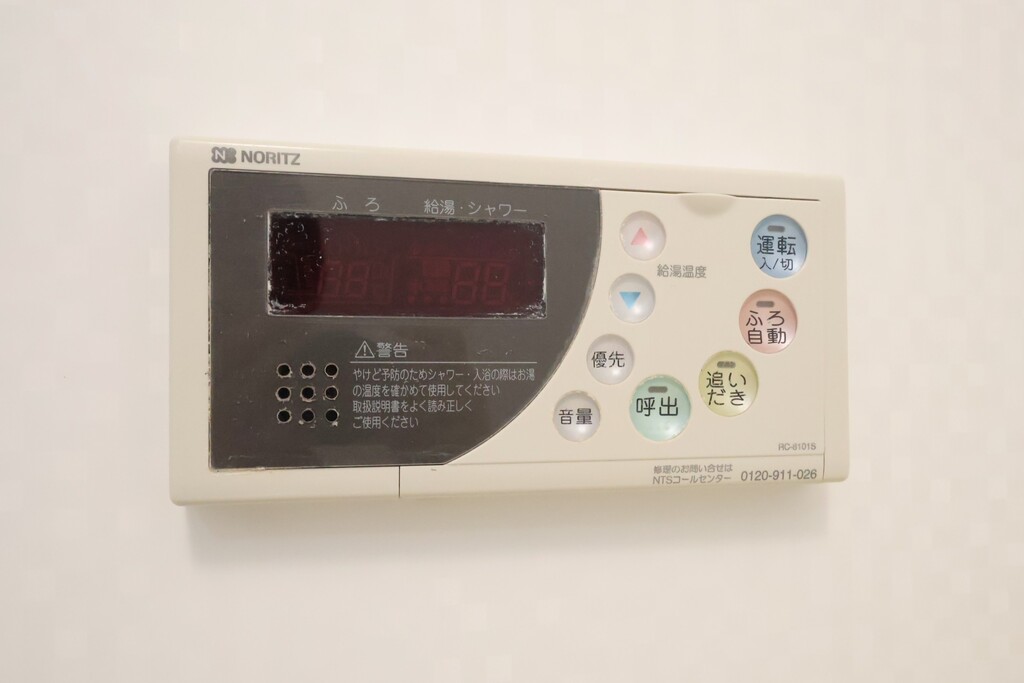 NORITZ
ふろ 給湯・シャワー
給湯温度
運転
入/切
ふろ
自動
優先
追い
だき
音量
呼出
⚠警告
やけど予防のためシャワー・入浴の際はお湯
の温度を確かめて使用してください
取扱説明書をよく読み正しく
ご使用ください
RC-8101S
修理のお問い合せは
NTSコールセンター 0120-911-026